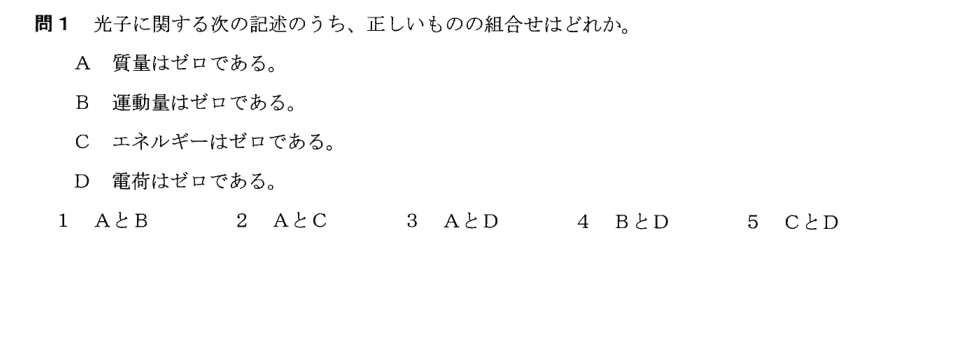 問1 光子に関する次の記述のうち、正しいものの組合せはどれか。
A 質量はゼロである。
B 運動量はゼロである。
C エネルギーはゼロである。
D 電荷はゼロである。
1 AとB 2 AとC 3 AとD 4 BとD 5 CとD